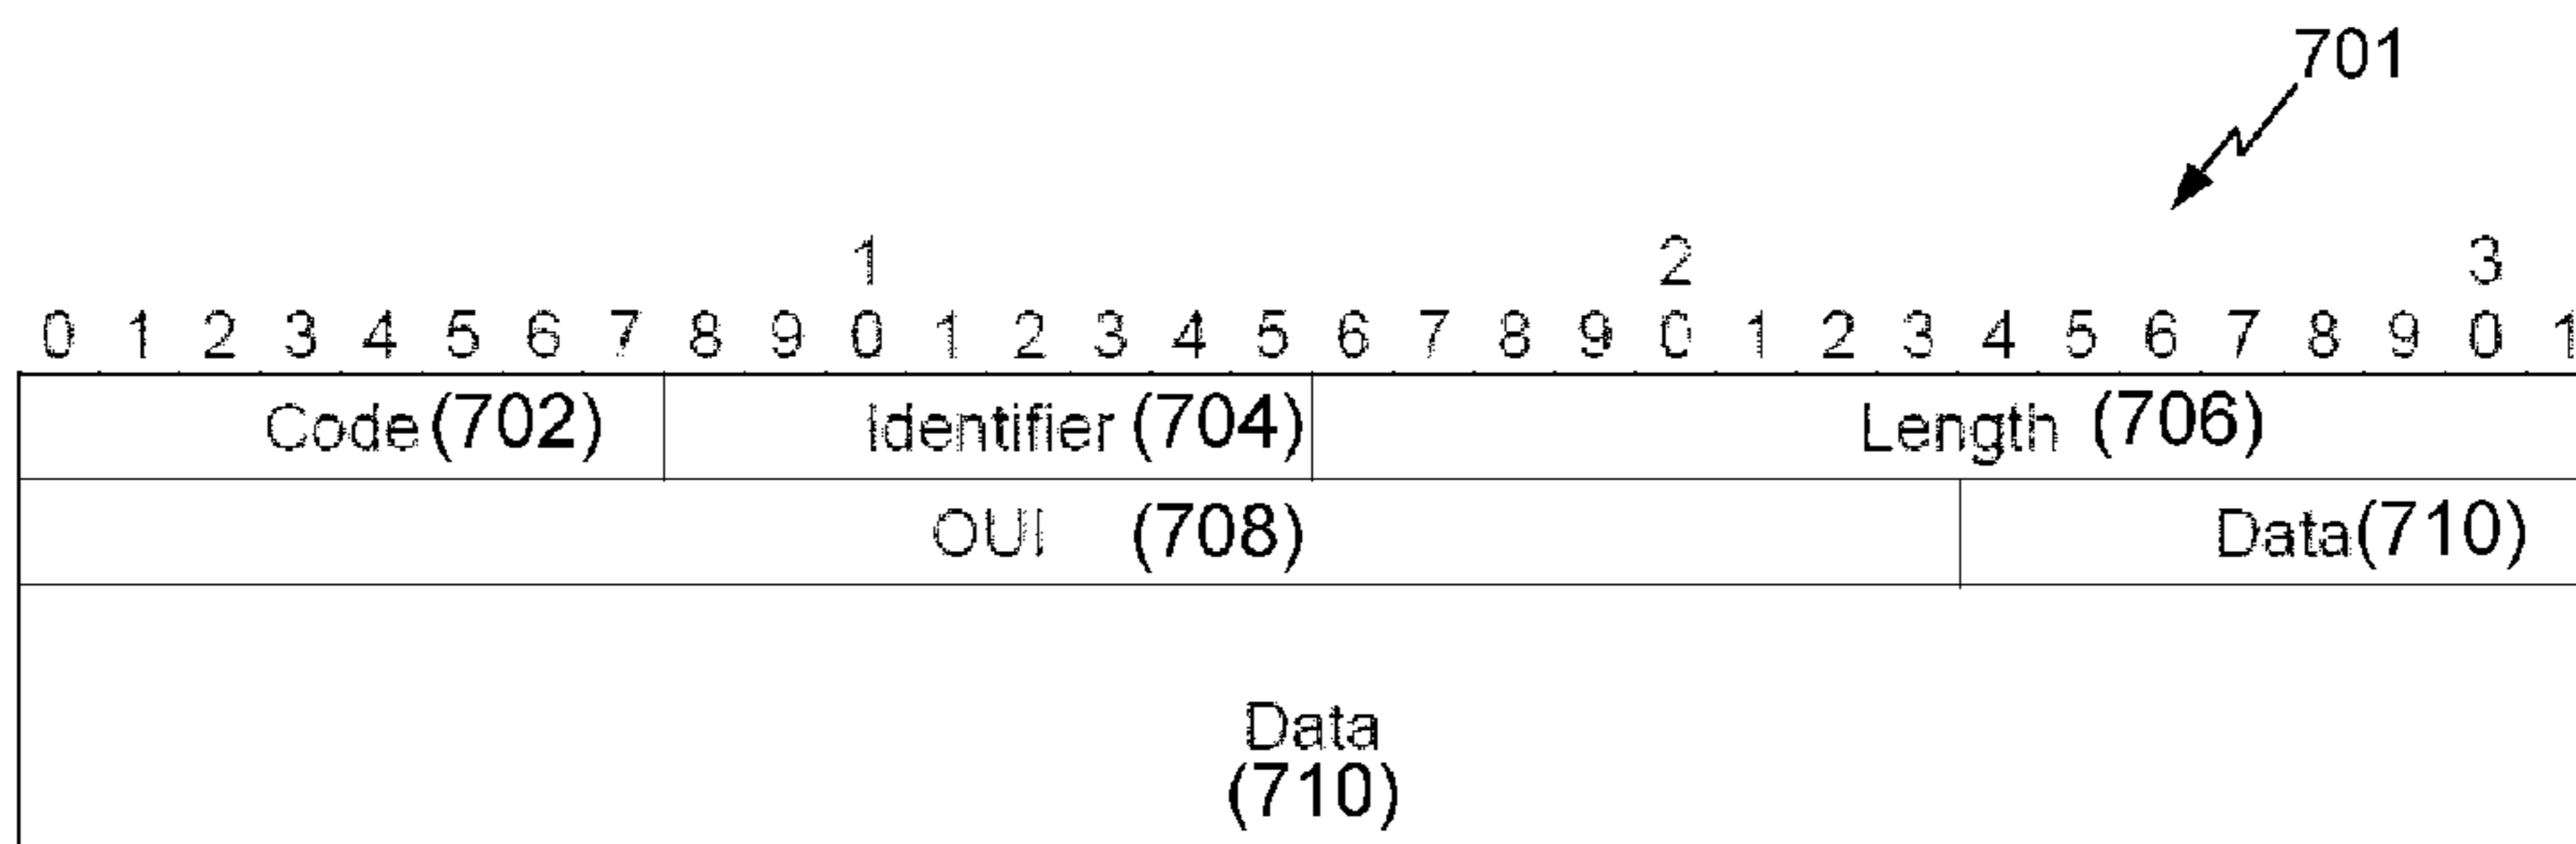 701
1 2 3
0 1 2 3 4 5 6 7 8 9 0 1 2 3 4 5 6 7 8 9 0 1 2 3 4 5 6 7 8 9 0 1
Code (702) Identifier (704) Length (706)
OUI (708) Data (710)
Data
(710)